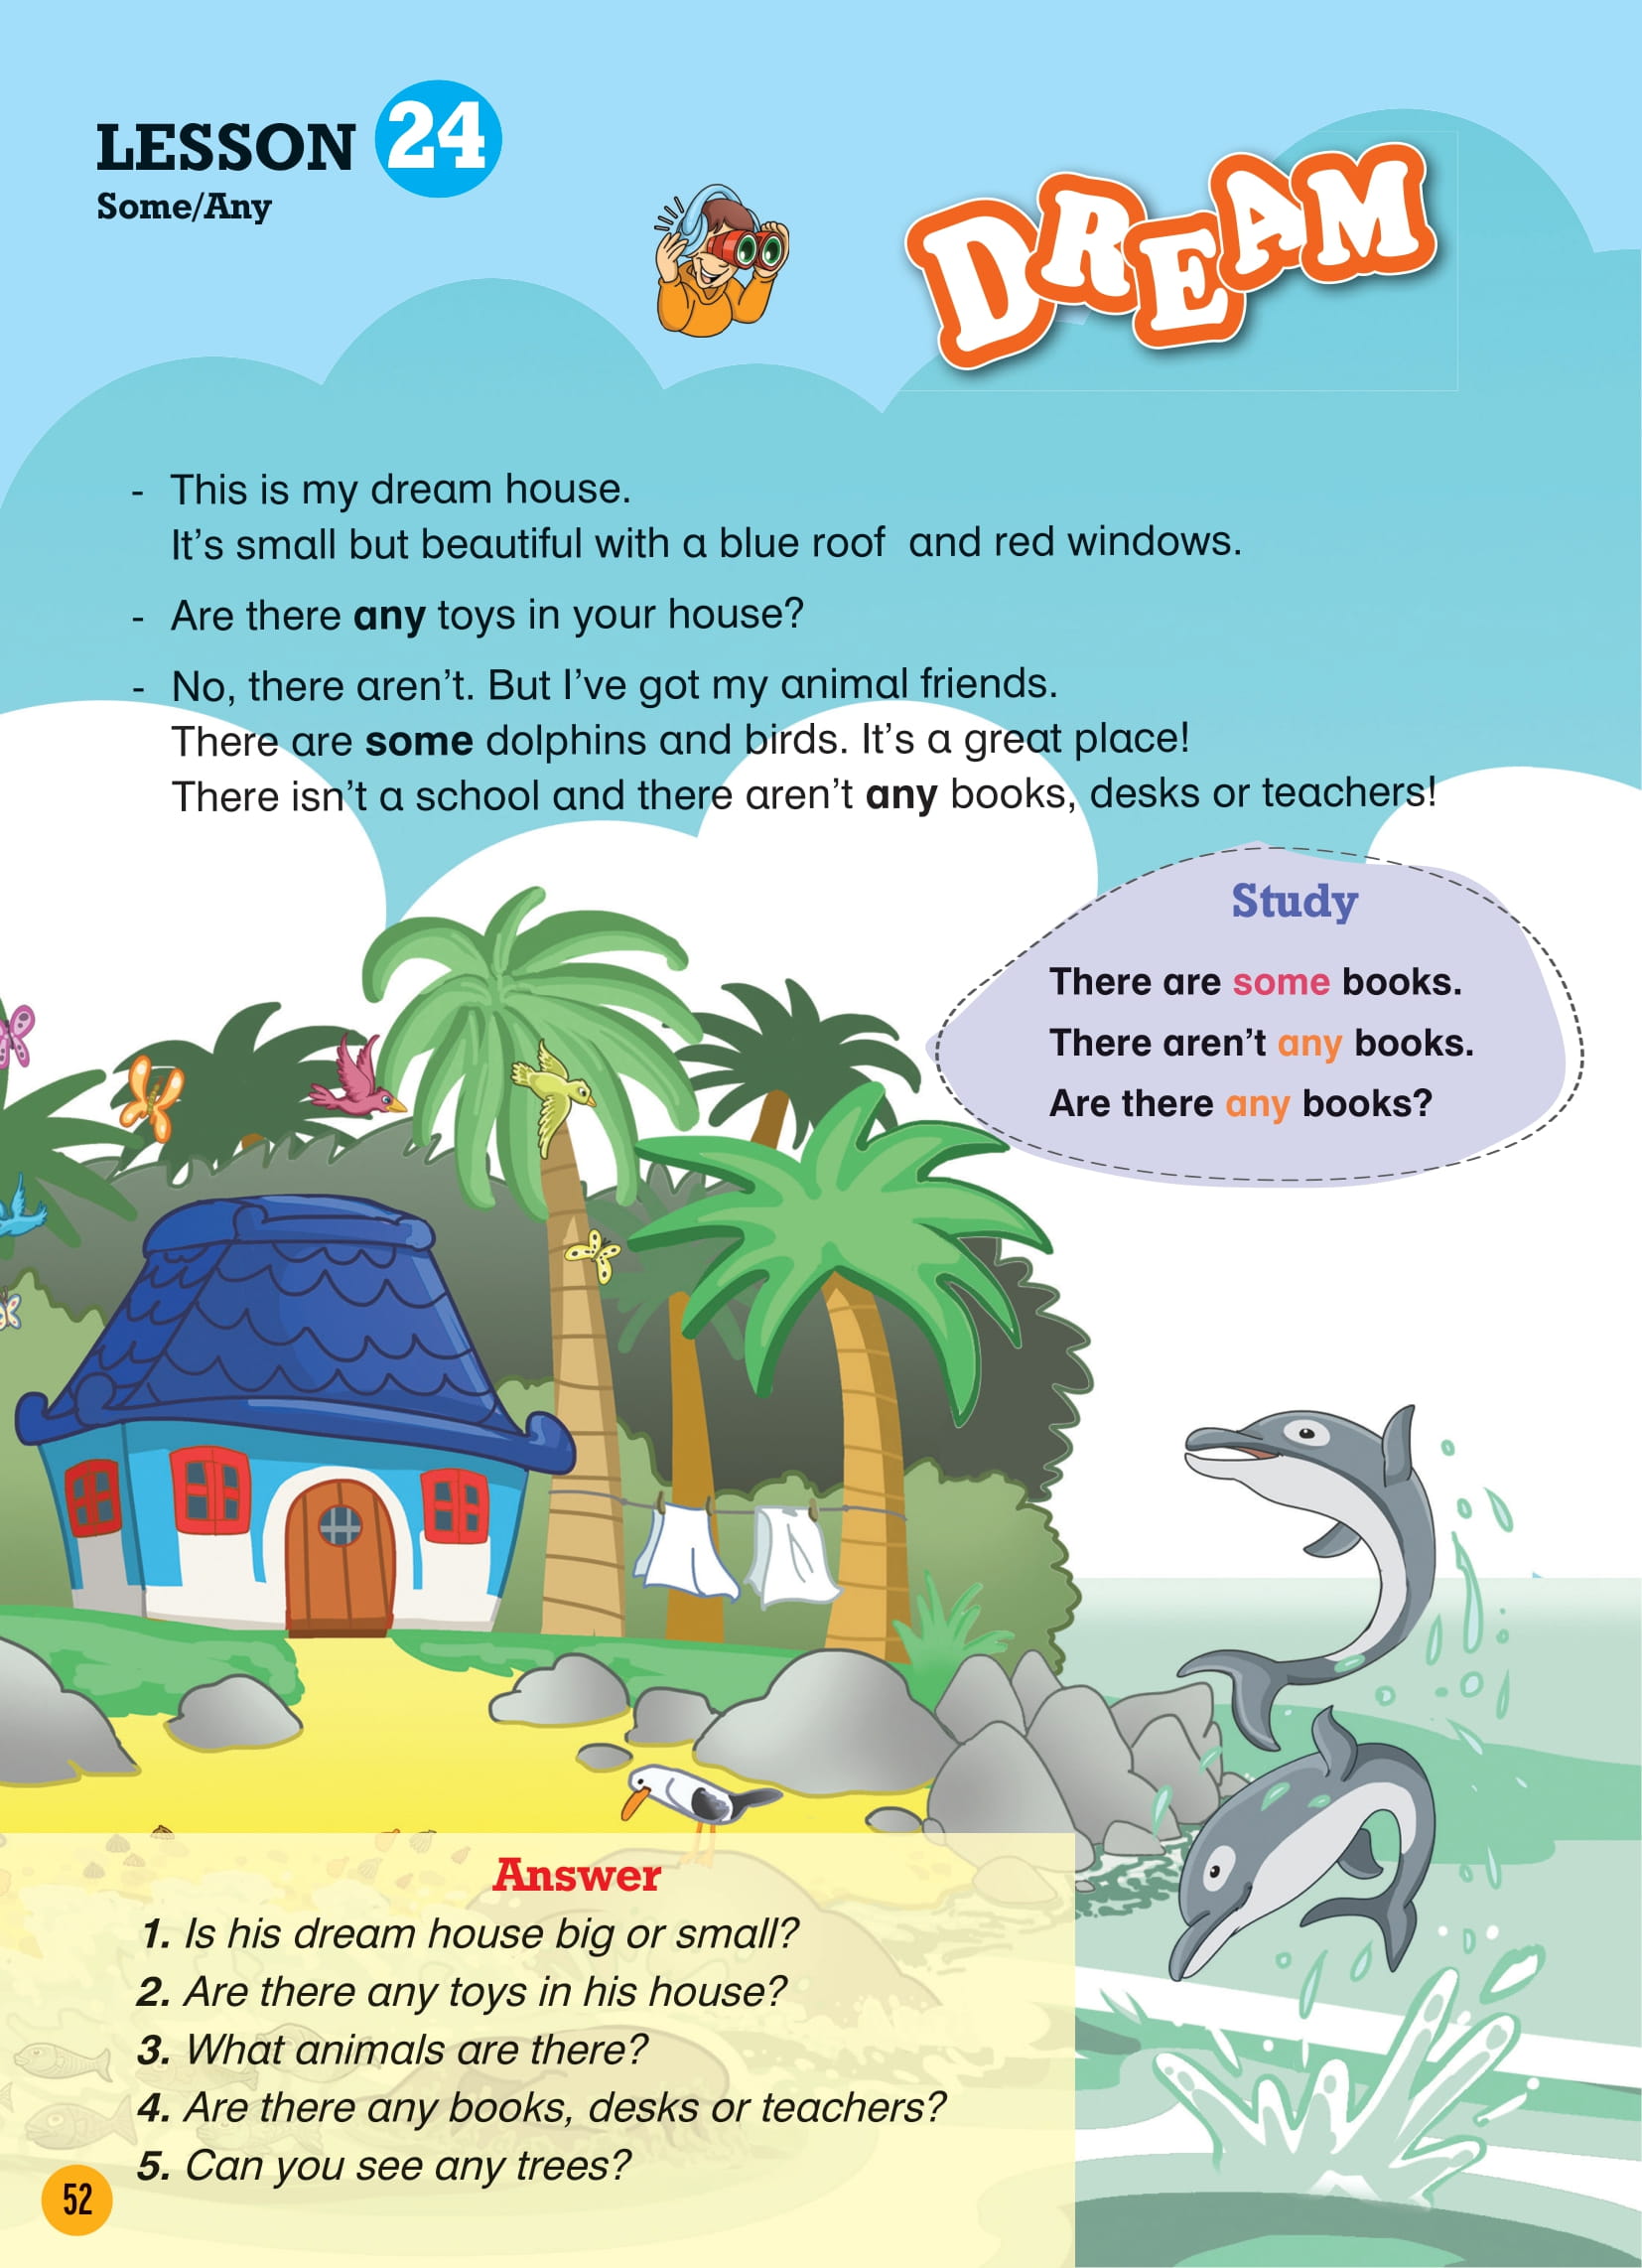 LESSON 24
Some/Any
DREAM
- This is my dream house.
It's small but beautiful with a blue roof and red windows.
- Are there any toys in your house?
- No, there aren't. But I've got my animal friends.
There are some dolphins and birds. It's a great place!
There isn't a school and there aren't any books, desks or teachers!
Study
There are some books.
There aren't any books.
Are there any books?
Answer
1. Is his dream house big or small?
2. Are there any toys in his house?
3. What animals are there?
4. Are there any books, desks or teachers?
5. Can you see any trees?
52